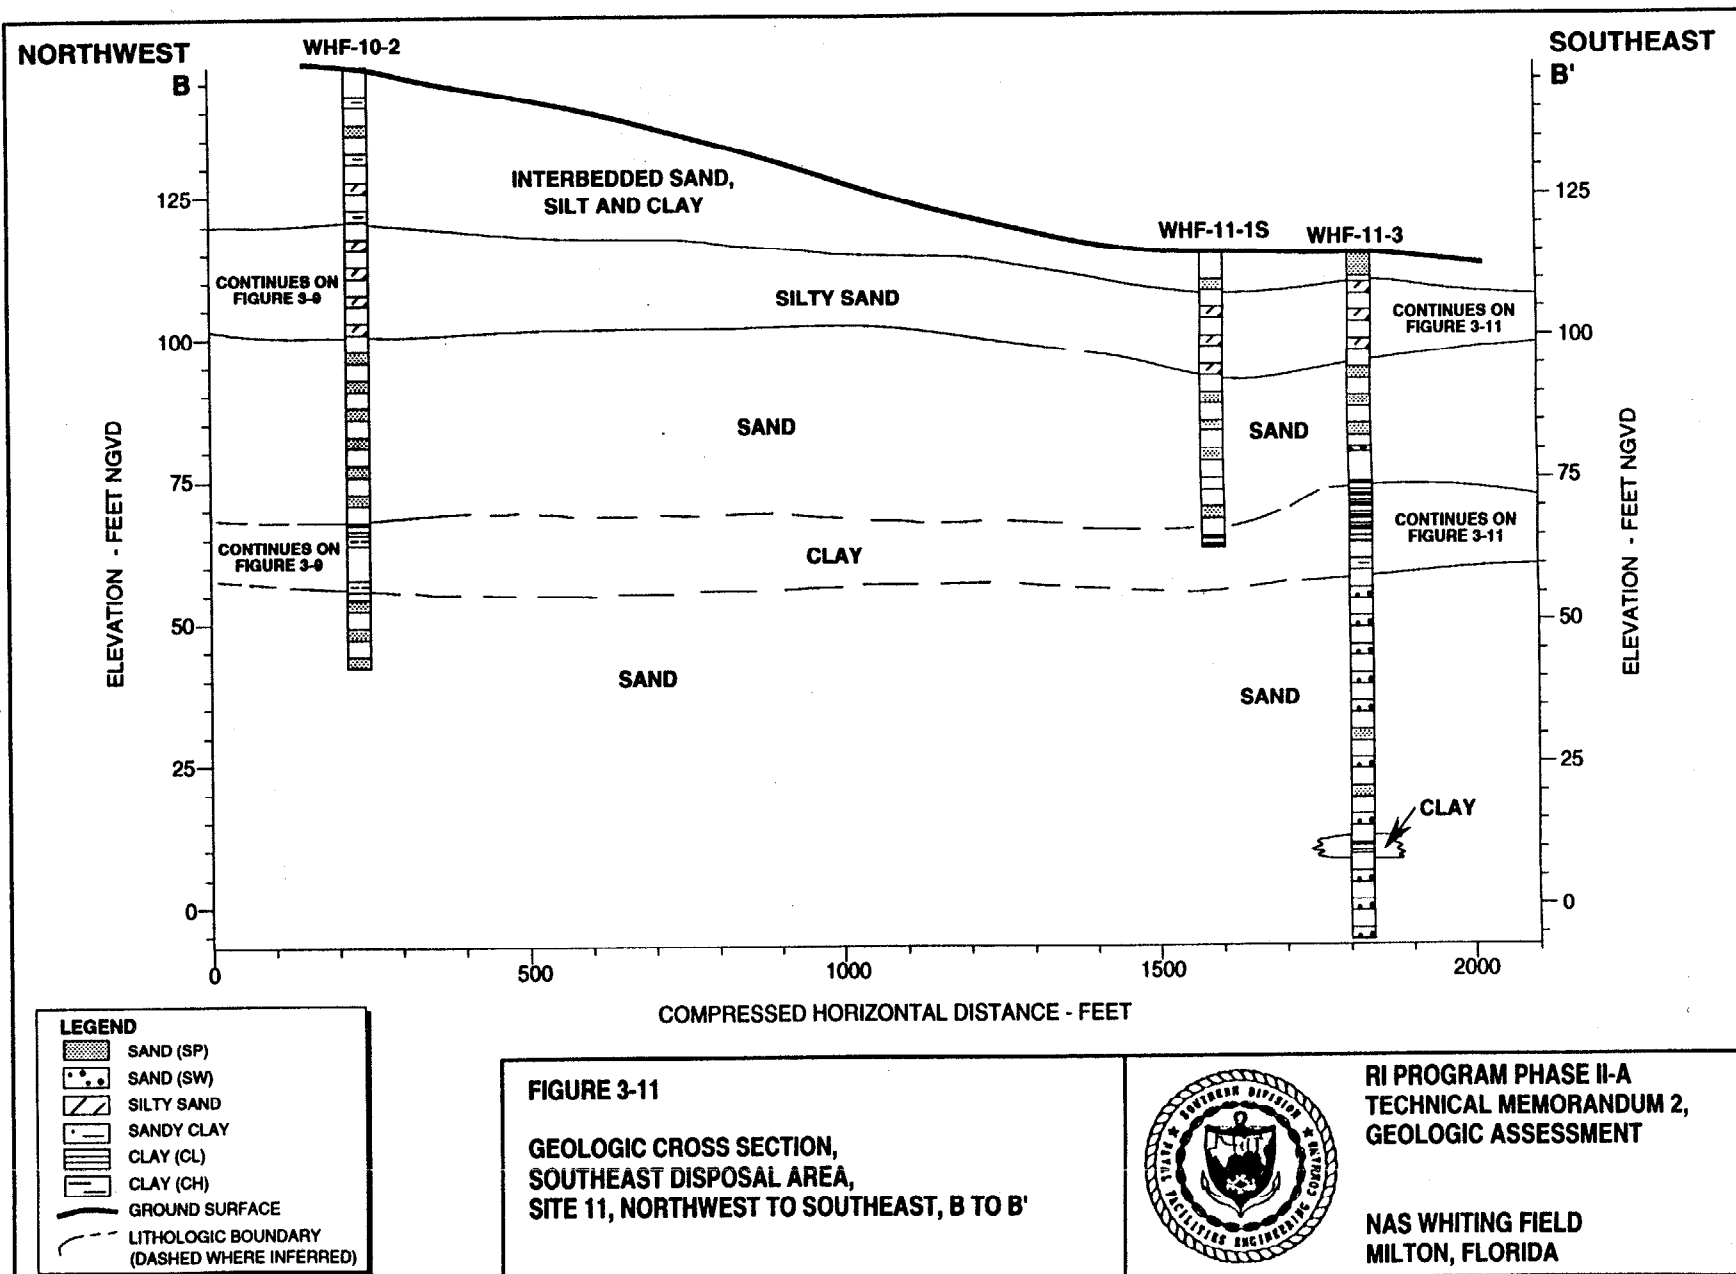 NORTHWEST
B
WHF-10-2
SOUTHEAST
B'
INTERBEDDED SAND,
SILT AND CLAY
WHF-11-1S
WHF-11-3
125
125
CONTINUES ON
FIGURE 3-9
SILTY SAND
CONTINUES ON
FIGURE 3-11
100
100
SAND
SAND
ELEVATION - FEET NGVD
ELEVATION - FEET NGVD
75
75
CONTINUES ON
FIGURE 3-9
CLAY
CONTINUES ON
FIGURE 3-11
50
50
SAND
SAND
25
25
CLAY
0
0
0
500
1000
1500
2000
COMPRESSED HORIZONTAL DISTANCE - FEET
LEGEND
SAND (SP)
SAND (SW)
SILTY SAND
SANDY CLAY
CLAY (CL)
CLAY (CH)
GROUND SURFACE
LITHOLOGIC BOUNDARY
(DASHED WHERE INFERRED)
FIGURE 3-11
GEOLOGIC CROSS SECTION,
SOUTHEAST DISPOSAL AREA,
SITE 11, NORTHWEST TO SOUTHEAST, B TO B'
SOUTHERN DIVISION
NAVAL FACILITIES ENGINEERING COMMAND
RI PROGRAM PHASE II-A
TECHNICAL MEMORANDUM 2,
GEOLOGIC ASSESSMENT
NAS WHITING FIELD
MILTON, FLORIDA